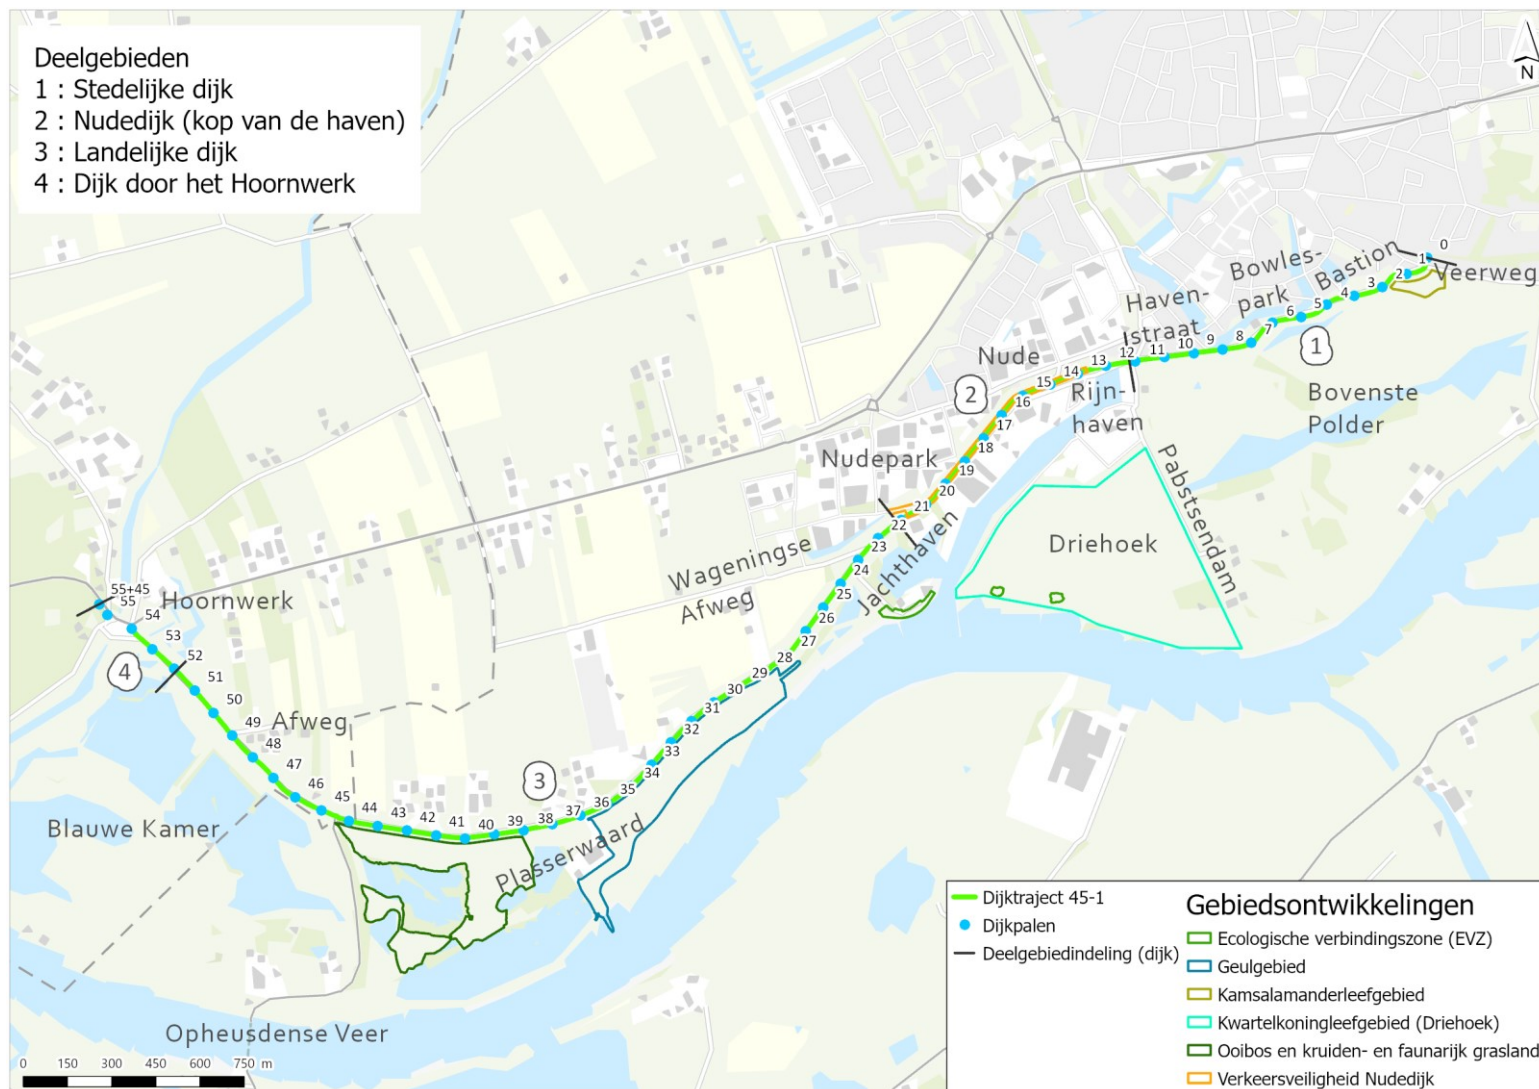 Deelgebieden
1 : Stedelijke dijk
2 : Nudedijk (kop van de haven)
3 : Landelijke dijk
4 : Dijk door het Hoornwerk
N
0
1
Veerweg
2
Bastion
3
4
Bowles-
park
5
6
7
1
Haven-
straat
8
9
10
11
12
13
14
15
Nude
2
Rijn-
haven
Bovenste
Polder
16
17
18
19
20
21
22
Nudepark
Pabstsendam
Driehoek
Jachthaven
Wageningse
Afweg
23
24
25
26
27
28
29
30
31
32
33
34
35
36
37
38
39
40
41
42
43
44
45
46
47
48
49
50
51
52
53
54
55
55+45
Hoornwerk
4
Afweg
3
Plasserwaard
Blauwe Kamer
Opheusdense Veer
0 150 300 450 600 750 m
Dijktraject 45-1
Dijkpalen
Deelgebiedindeling (dijk)
Gebiedsontwikkelingen
Ecologische verbindingszone (EVZ)
Geulgebied
Kamsalamanderleefgebied
Kwartelkoningleefgebied (Driehoek)
Ooibos en kruiden- en faunarijk grasland
Verkeersveiligheid Nudedijk